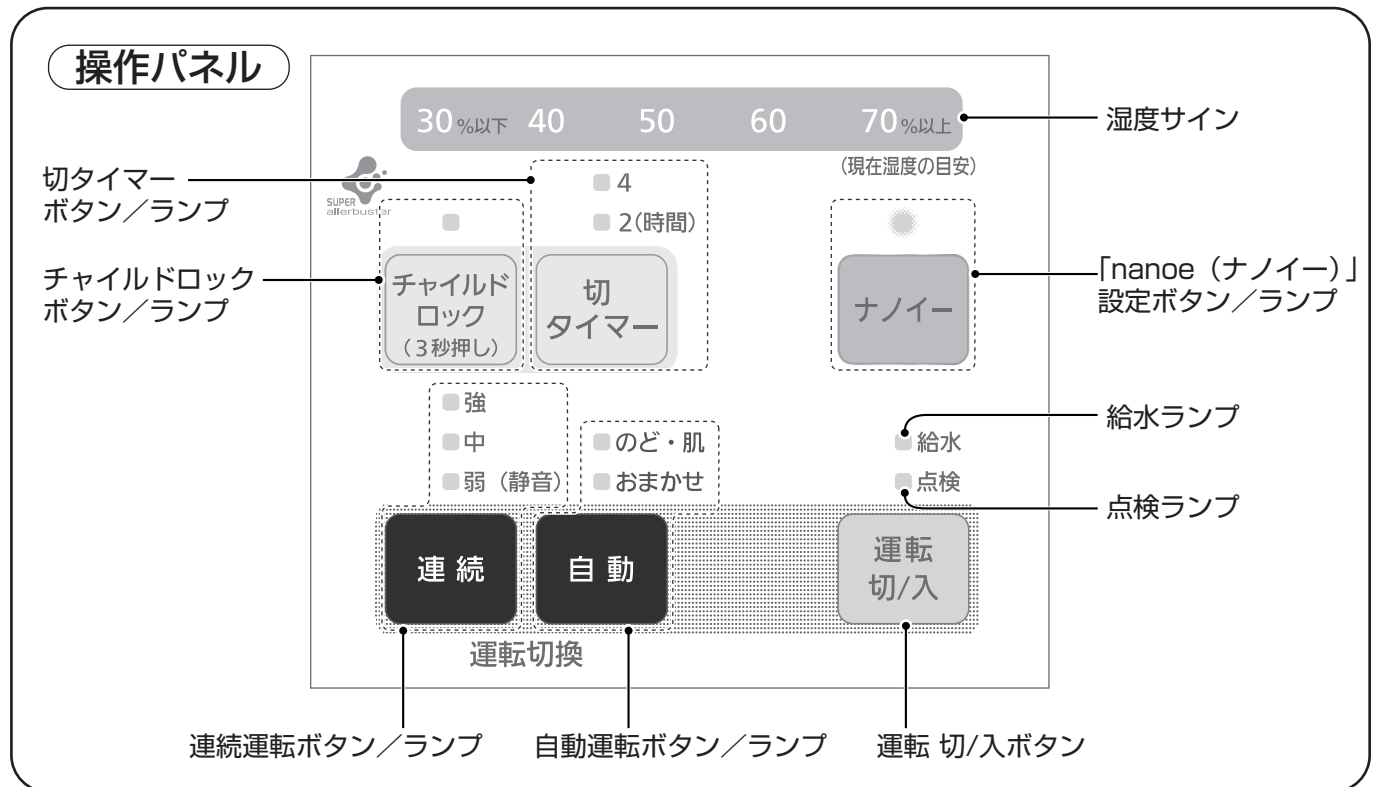 操作パネル
30%以下 40 50 60 70%以上
湿度サイン
(現在湿度の目安)
切タイマー
ボタン／ランプ
SUPER
allerbuster
4
2(時間)
チャイルドロック
ボタン／ランプ
チャイルド
ロック
(3秒押し)
切
タイマー
ナノイー
「nanoe（ナノイー）」
設定ボタン／ランプ
強
中
弱（静音）
のど・肌
おまかせ
給水
点検
給水ランプ
点検ランプ
連続
自動
運転
切/入
運転切換
連続運転ボタン／ランプ
自動運転ボタン／ランプ
運転 切/入ボタン